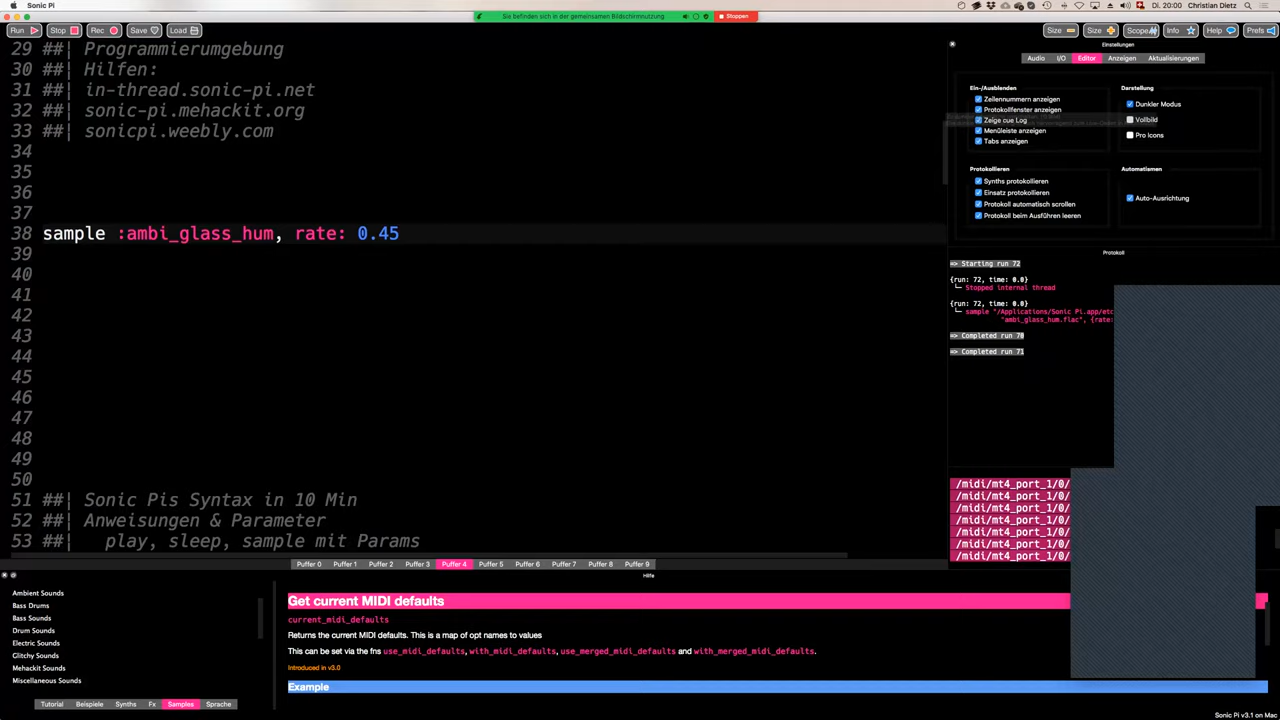 Sonic Pi
Sie befinden sich in der gemeinsamen Bildschirmnutzung
Stoppen
Di. 20:00 Christian Dietz
Run Stop Rec Save Load
Size Size Scope Info Help Prefs
29 ##| Programmierumgebung
30 ##| Hilfen:
31 ##| in-thread.sonic-pi.net
32 ##| sonic-pi.mehackit.org
33 ##| sonicpi.weebly.com
34
35
36
37
38 sample :ambi_glass_hum, rate: 0.45
39
40
41
42
43
44
45
46
47
48
49
50
51 ##| Sonic Pis Syntax in 10 Min
52 ##| Anweisungen & Parameter
53 ##|   play, sleep, sample mit Params
Einstellungen
Audio I/O Editor Anzeigen Aktualisierungen
Ein-/Ausblenden
Zeilennummern anzeigen
Protokollfenster anzeigen
Zeige cue Log
Menüleiste anzeigen
Tabs anzeigen
Darstellung
Dunkler Modus
Vollbild
Pro Icons
Protokollieren
Synths protokollieren
Einsatz protokollieren
Protokoll automatisch scrollen
Protokoll beim Ausführen leeren
Automatismen
Auto-Ausrichtung
Protokoll
=> Starting run 72
{run: 72, time: 0.0}
└─ Stopped internal thread
{run: 72, time: 0.0}
└─ sample "/Applications/Sonic Pi.app/etc
"ambi_glass_hum.flac", {rate:
=> Completed run 70
=> Completed run 71
/midi/mt4_port_1/0/
/midi/mt4_port_1/0/
/midi/mt4_port_1/0/
/midi/mt4_port_1/0/
/midi/mt4_port_1/0/
/midi/mt4_port_1/0/
/midi/mt4_port_1/0/
Puffer 0 Puffer 1 Puffer 2 Puffer 3 Puffer 4 Puffer 5 Puffer 6 Puffer 7 Puffer 8 Puffer 9
Hilfe
Ambient Sounds
Bass Drums
Bass Sounds
Drum Sounds
Electric Sounds
Glitchy Sounds
Mehackit Sounds
Miscellaneous Sounds
Tutorial Beispiele Synths Fx Samples Sprache
Get current MIDI defaults
current_midi_defaults
Returns the current MIDI defaults. This is a map of opt names to values
This can be set via the fns use_midi_defaults, with_midi_defaults, use_merged_midi_defaults and with_merged_midi_defaults.
Introduced in v3.0
Example
Sonic Pi v3.1 on Mac